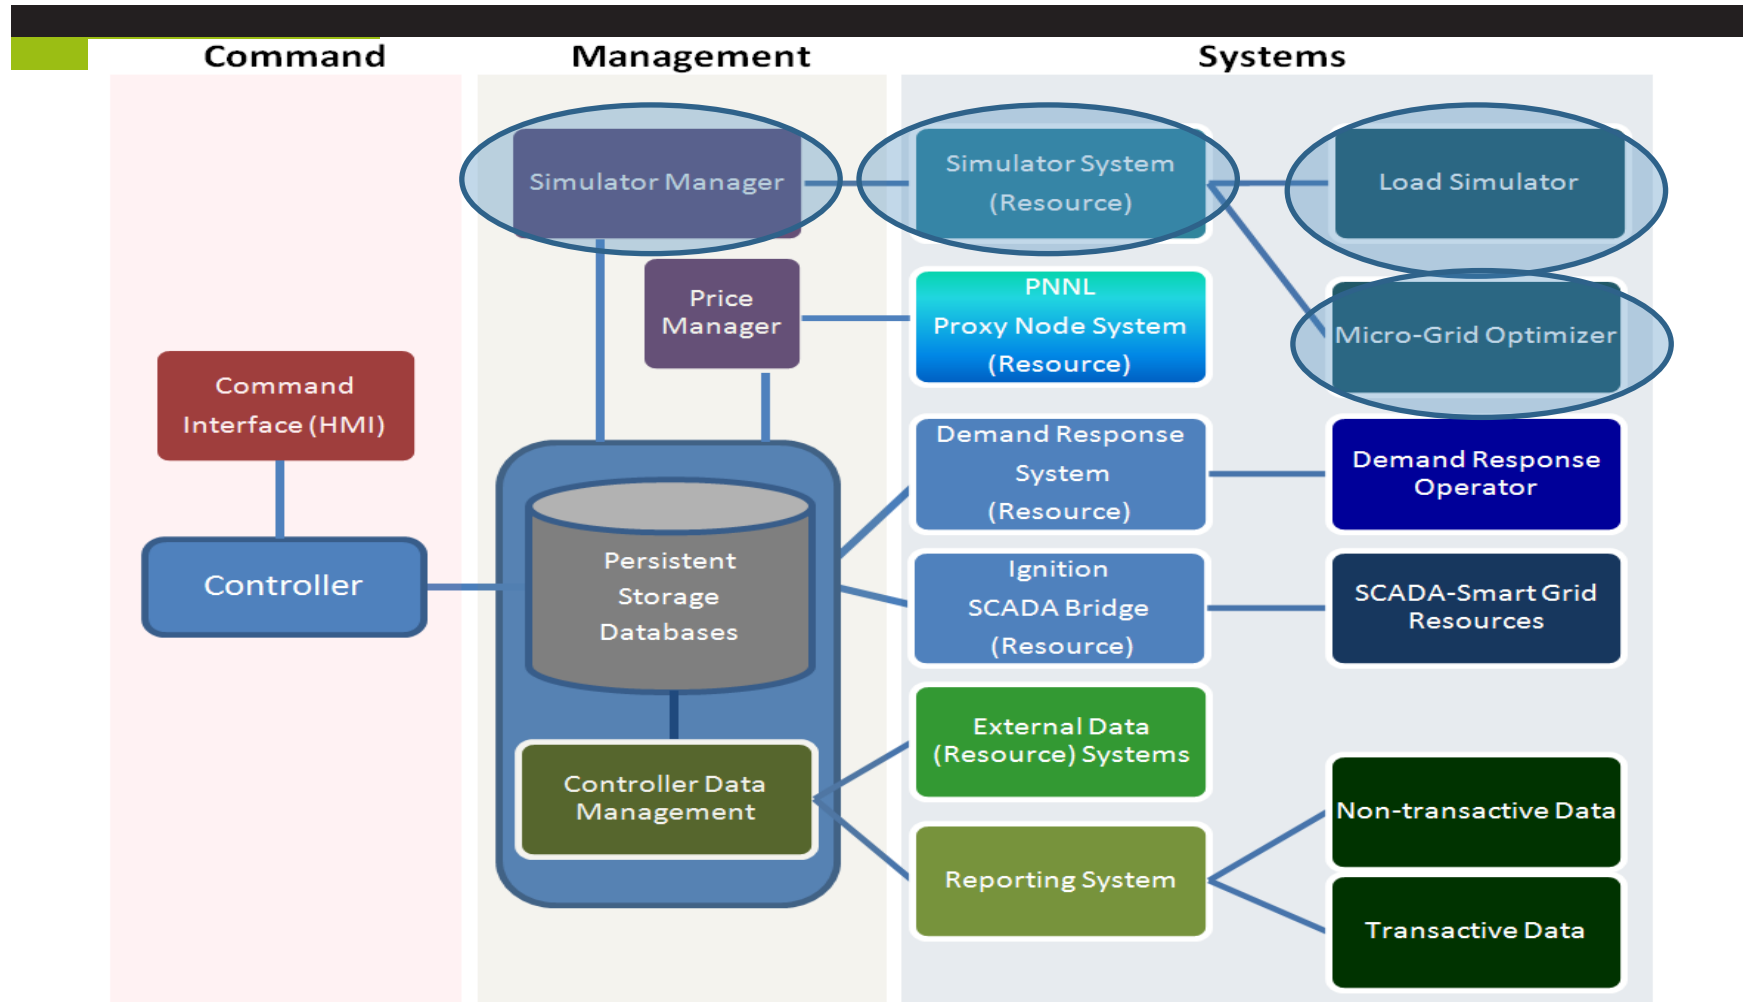 Command
Management
Systems
Simulator Manager
Simulator System
(Resource)
Load Simulator
Price
Manager
PNNL
Proxy Node System
(Resource)
Micro-Grid Optimizer
Command
Interface (HMI)
Demand Response
System
(Resource)
Demand Response
Operator
Controller
Persistent
Storage
Databases
Ignition
SCADA Bridge
(Resource)
SCADA-Smart Grid
Resources
Controller Data
Management
External Data
(Resource) Systems
Non-transactive Data
Reporting System
Transactive Data